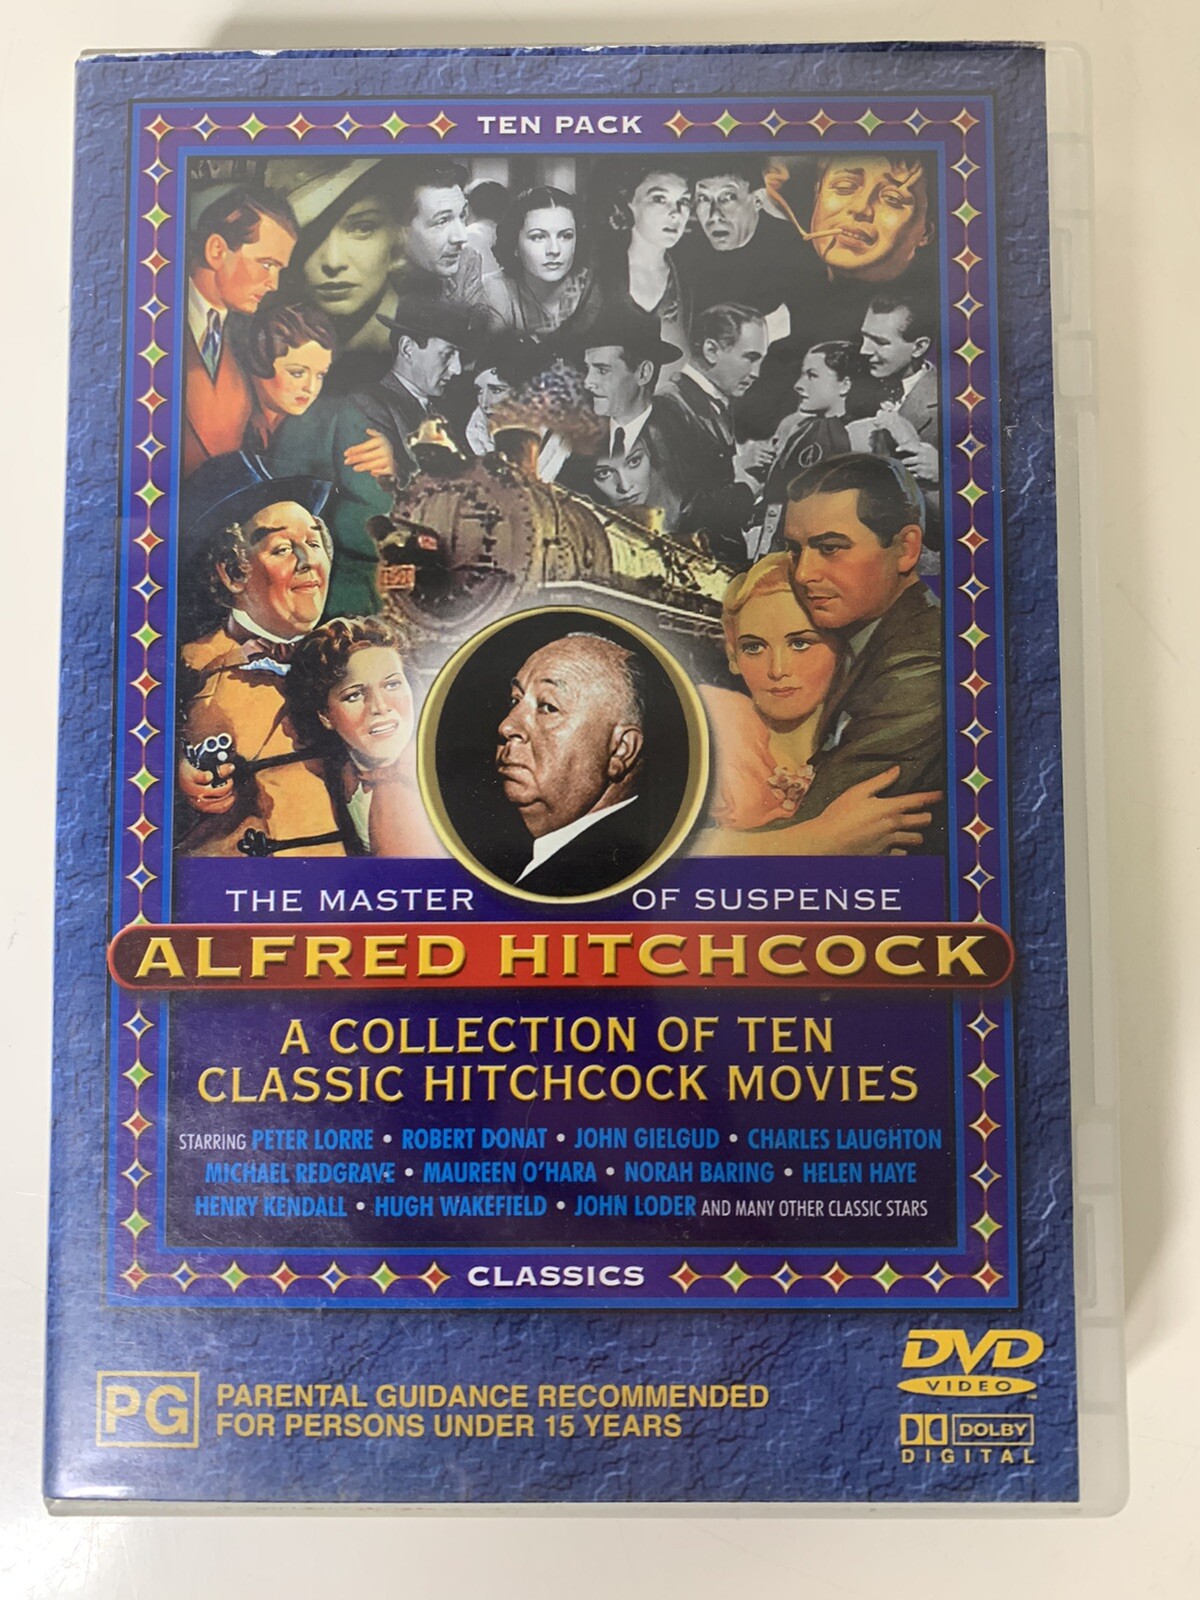 TEN PACK
THE MASTER OF SUSPENSE
ALFRED HITCHCOCK
A COLLECTION OF TEN
CLASSIC HITCHCOCK MOVIES
STARRING PETER LORRE • ROBERT DONAT • JOHN GIELGUD • CHARLES LAUGHTON
MICHAEL REDGRAVE • MAUREEN O'HARA • NORAH BARING • HELEN HAYE
HENRY KENDALL • HUGH WAKEFIELD • JOHN LODER AND MANY OTHER CLASSIC STARS
CLASSICS
PG PARENTAL GUIDANCE RECOMMENDED
FOR PERSONS UNDER 15 YEARS
DVD
VIDEO™
DOLBY
DIGITAL